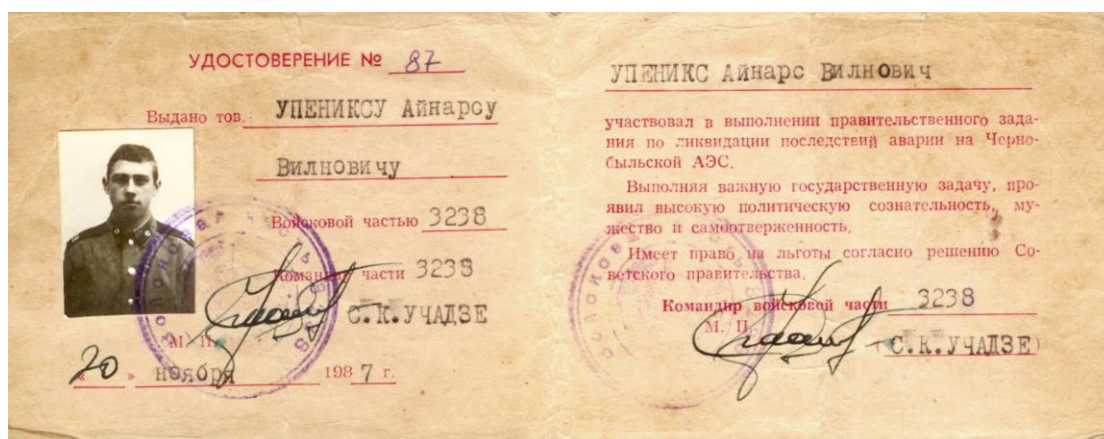 УДОСТОВЕРЕНИЕ № 87
Выдано тов. УПЕНИКСУ Айнарсу
Вилновичу
Войсковой частью 3238
Командир части 3238
С.К.УЧАДЗЕ
М. П.
«20» ноября 1987 г.
УПЕНИКС Айнарс Вилнович
участвовал в выполнении правительственного зада-
ния по ликвидации последствий аварии на Черно-
быльской АЭС.
Выполняя важную государственную задачу, про-
явил высокую политическую сознательность, му-
жество и самоотверженность.
Имеет право на льготы согласно решению Со-
ветского правительства.
Командир войсковой части 3238
М. П.
(С.К.УЧАДЗЕ)